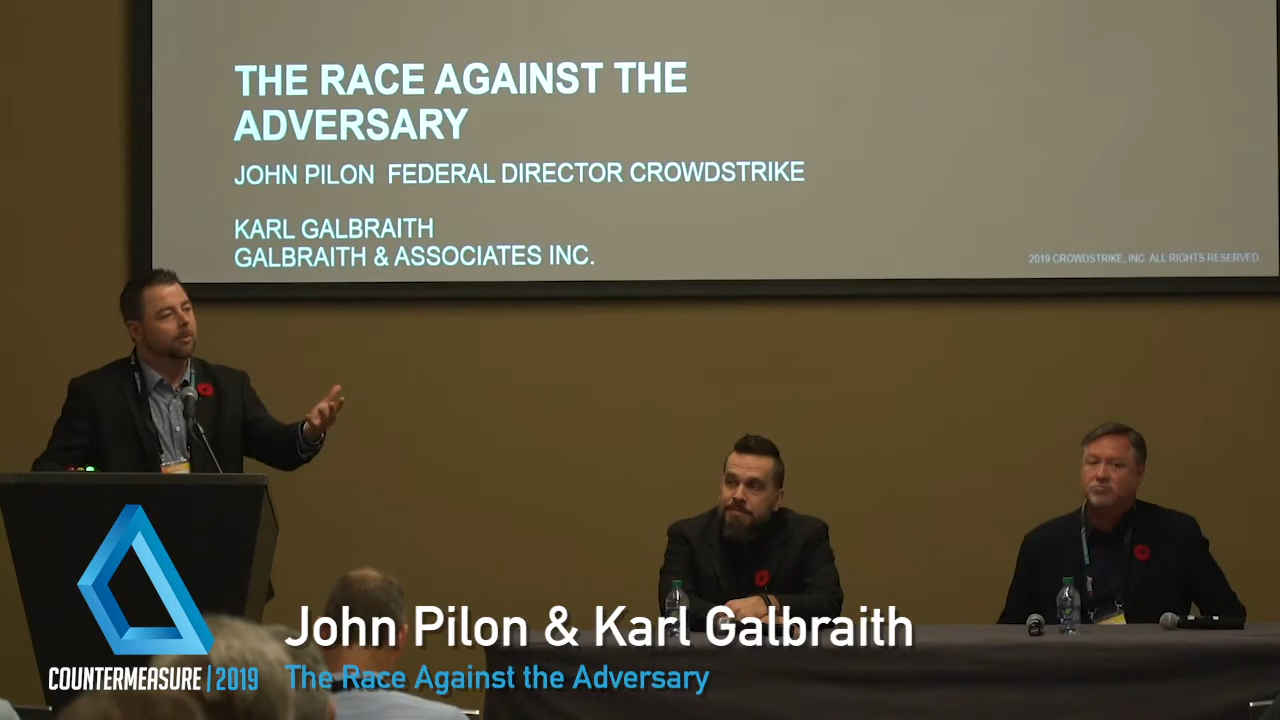 THE RACE AGAINST THE
ADVERSARY
JOHN PILON FEDERAL DIRECTOR CROWDSTRIKE
KARL GALBRAITH
GALBRAITH & ASSOCIATES INC.
2019 CROWDSTRIKE, INC. ALL RIGHTS RESERVED.
John Pilon & Karl Galbraith
COUNTERMEASURE | 2019
The Race Against the Adversary